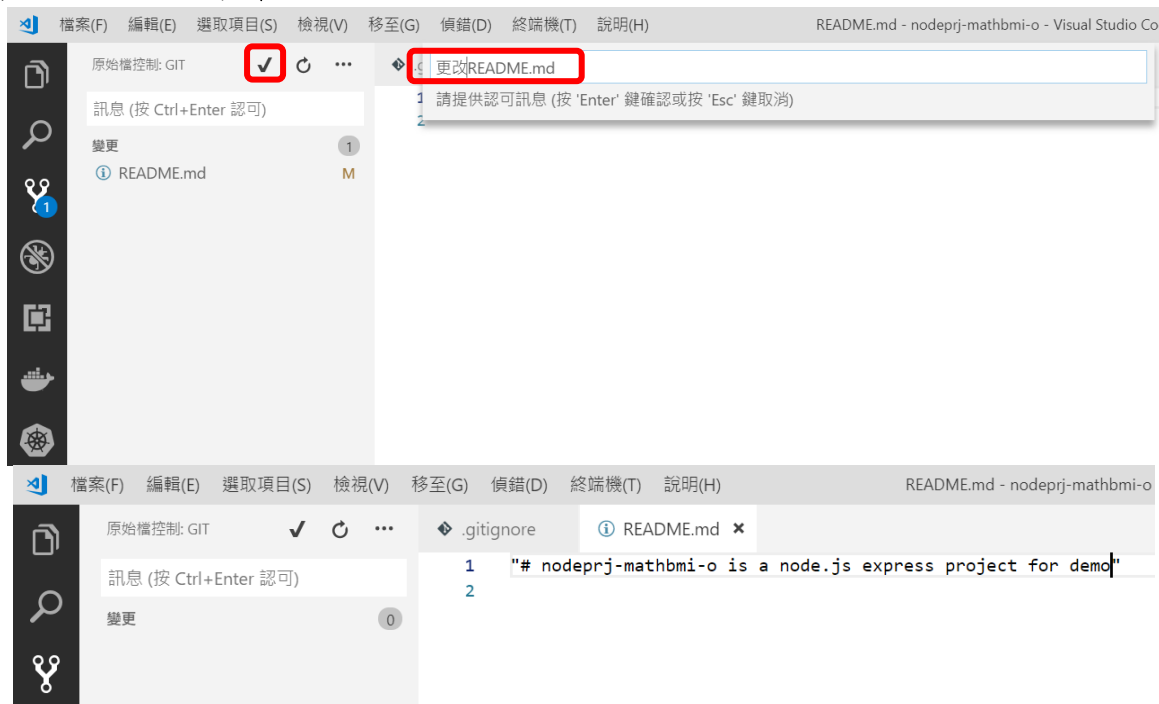 檔案(F) 編輯(E) 選取項目(S) 檢視(V) 移至(G) 偵錯(D) 終端機(T) 說明(H) README.md - nodeprj-mathbmi-o - Visual Studio Co
原始檔控制: GIT
更改README.md
訊息 (按 Ctrl+Enter 認可)
1 請提供認可訊息 (按 'Enter' 鍵確認或按 'Esc' 鍵取消)
2
變更 1
README.md M
1
檔案(F) 編輯(E) 選取項目(S) 檢視(V) 移至(G) 偵錯(D) 終端機(T) 說明(H) README.md - nodeprj-mathbmi-o
原始檔控制: GIT .gitignore README.md
1 "# nodeprj-mathbmi-o is a node.js express project for demo"
訊息 (按 Ctrl+Enter 認可)
2
變更 0